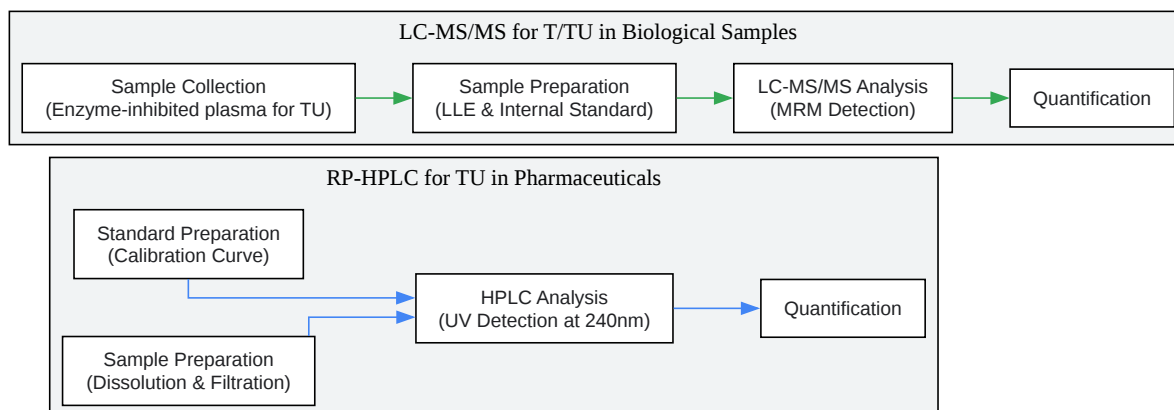 LC-MS/MS for T/TU in Biological Samples
Sample Collection
(Enzyme-inhibited plasma for TU)
Sample Preparation
(LLE & Internal Standard)
LC-MS/MS Analysis
(MRM Detection)
Quantification
RP-HPLC for TU in Pharmaceuticals
Standard Preparation
(Calibration Curve)
Sample Preparation
(Dissolution & Filtration)
HPLC Analysis
(UV Detection at 240nm)
Quantification